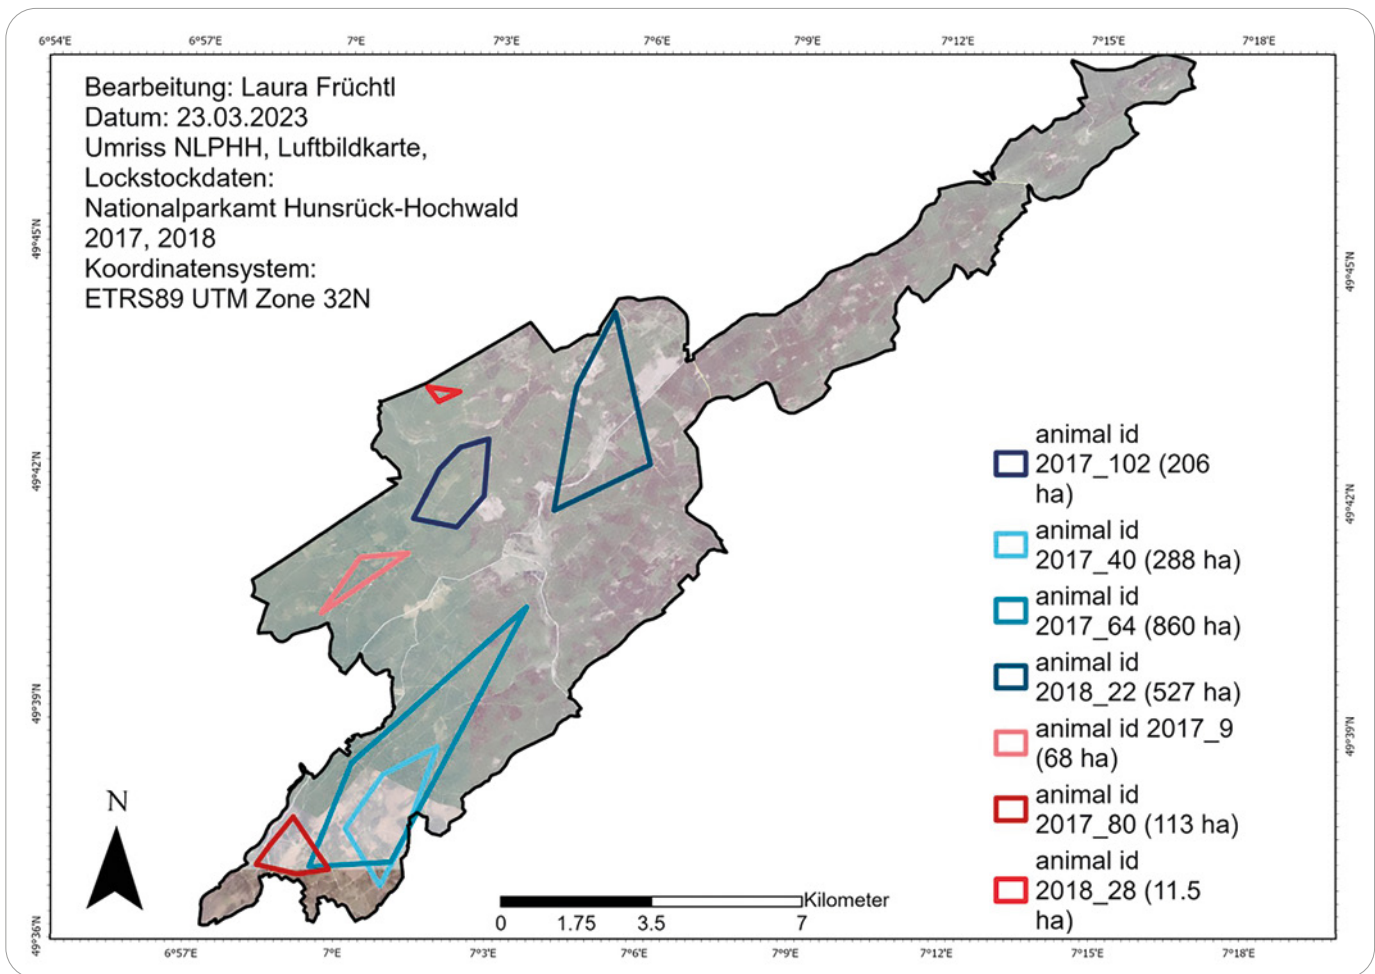 6°54'E 6°57'E 7°E 7°3'E 7°6'E 7°9'E 7°12'E 7°15'E 7°18'E
Bearbeitung: Laura Früchtl
Datum: 23.03.2023
Umriss NLPHH, Luftbildkarte,
Lockstockdaten:
Nationalparkamt Hunsrück-Hochwald
2017, 2018
Koordinatensystem:
ETRS89 UTM Zone 32N
49°45'N
49°42'N
49°39'N
49°36'N
49°45'N
49°42'N
49°39'N
animal id
2017_102 (206
ha)
animal id
2017_40 (288 ha)
animal id
2017_64 (860 ha)
animal id
2018_22 (527 ha)
animal id 2017_9
(68 ha)
animal id
2017_80 (113 ha)
animal id
2018_28 (11.5
ha)
N
Kilometer
0 1.75 3.5 7
6°57'E 7°E 7°3'E 7°6'E 7°9'E 7°12'E 7°15'E 7°18'E